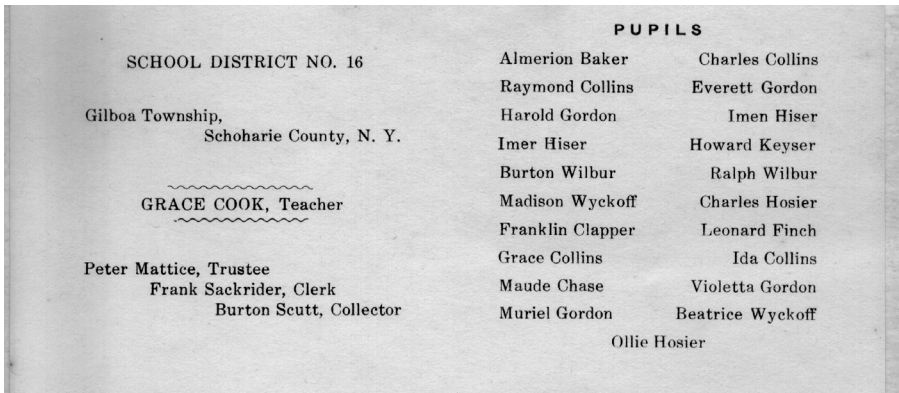 SCHOOL DISTRICT NO. 16
Gilboa Township,
Schoharie County, N. Y.
GRACE COOK, Teacher
Peter Mattice, Trustee
Frank Sackrider, Clerk
Burton Scutt, Collector
PUPILS
Almerion Baker Charles Collins
Raymond Collins Everett Gordon
Harold Gordon Imen Hiser
Imer Hiser Howard Keyser
Burton Wilbur Ralph Wilbur
Madison Wyckoff Charles Hosier
Franklin Clapper Leonard Finch
Grace Collins Ida Collins
Maude Chase Violetta Gordon
Muriel Gordon Beatrice Wyckoff
Ollie Hosier